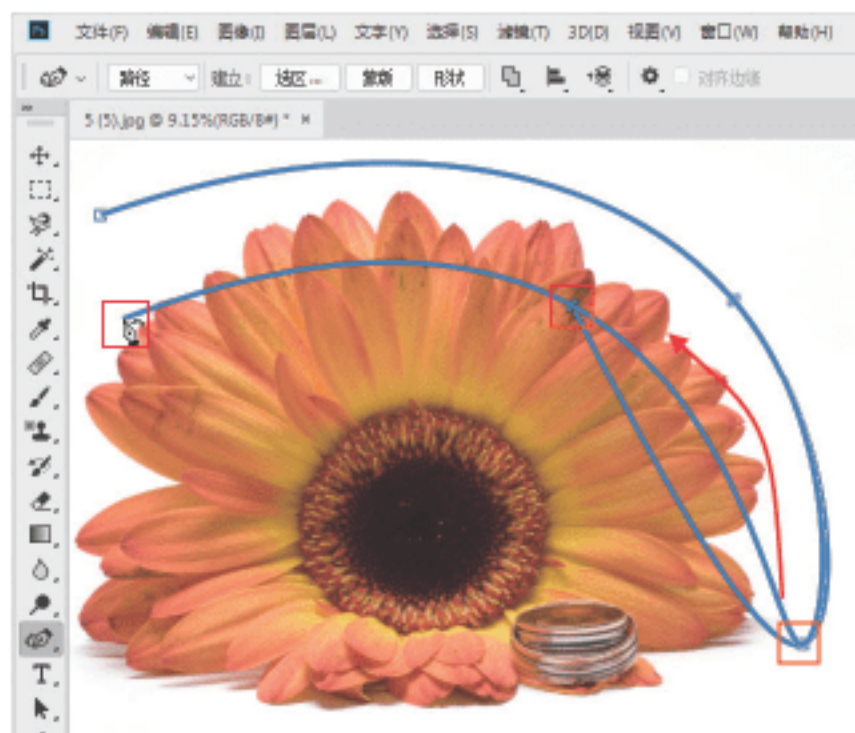 Ps 文件(F) 编辑(E) 图像(I) 图层(L) 文字(Y) 选择(S) 滤镜(T) 3D(D) 视图(V) 窗口(W) 帮助(H)
路径 建立: 选区... 蒙版 形状 对齐边缘
5 (5).jpg @ 9.15%(RGB/8#) * ×
T